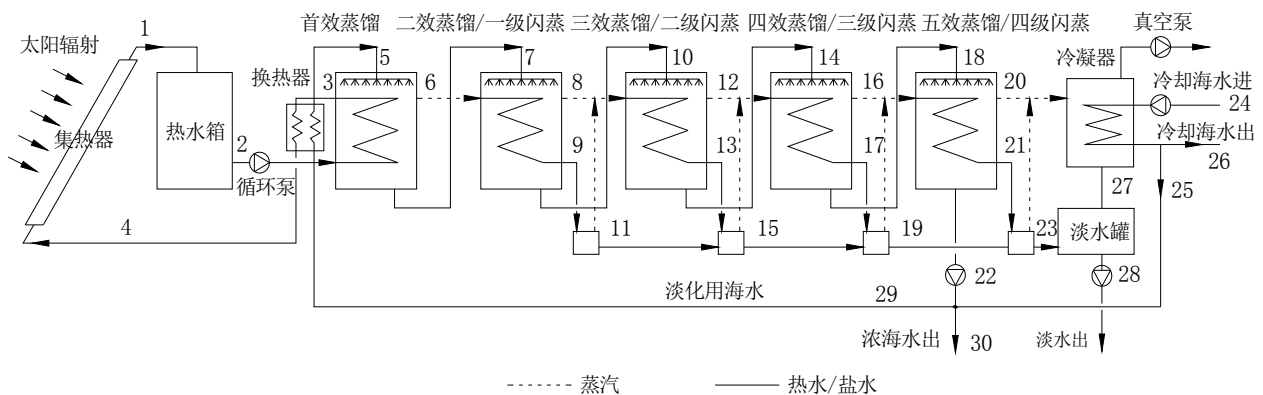 首效蒸馏 二效蒸馏/一级闪蒸 三效蒸馏/二级闪蒸 四效蒸馏/三级闪蒸 五效蒸馏/四级闪蒸 真空泵
太阳辐射 1 5 7 10 14 18 冷凝器
换热器 3 6 8 12 16 20 冷却海水进
24
集热器 热水箱 2 9 13 17 21 冷却海水出
26
循环泵 27 25
4 11 15 19 23 淡水罐
22 28
淡化用海水 29
浓海水出 30 淡水出
蒸汽 热水/盐水